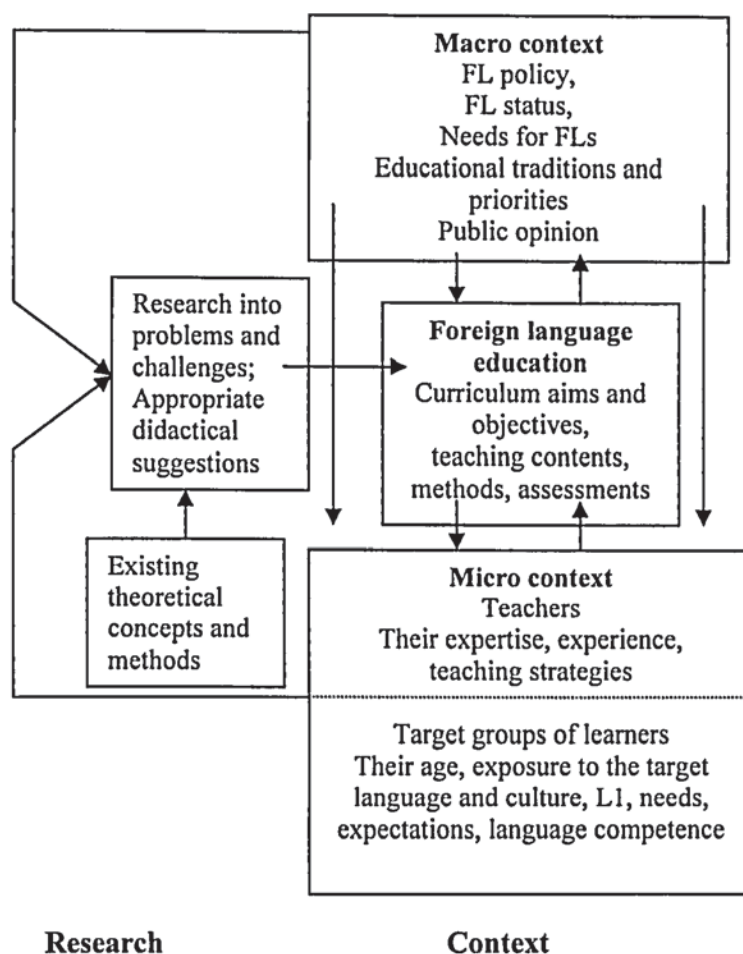 Macro context
FL policy,
FL status,
Needs for FLs
Educational traditions and
priorities
Public opinion
Research into
problems and
challenges;
Appropriate
didactical
suggestions
Foreign language
education
Curriculum aims and
objectives,
teaching contents,
methods, assessments
Existing
theoretical
concepts and
methods
Micro context
Teachers
Their expertise, experience,
teaching strategies
Target groups of learners
Their age, exposure to the target
language and culture, L1, needs,
expectations, language competence
Research
Context